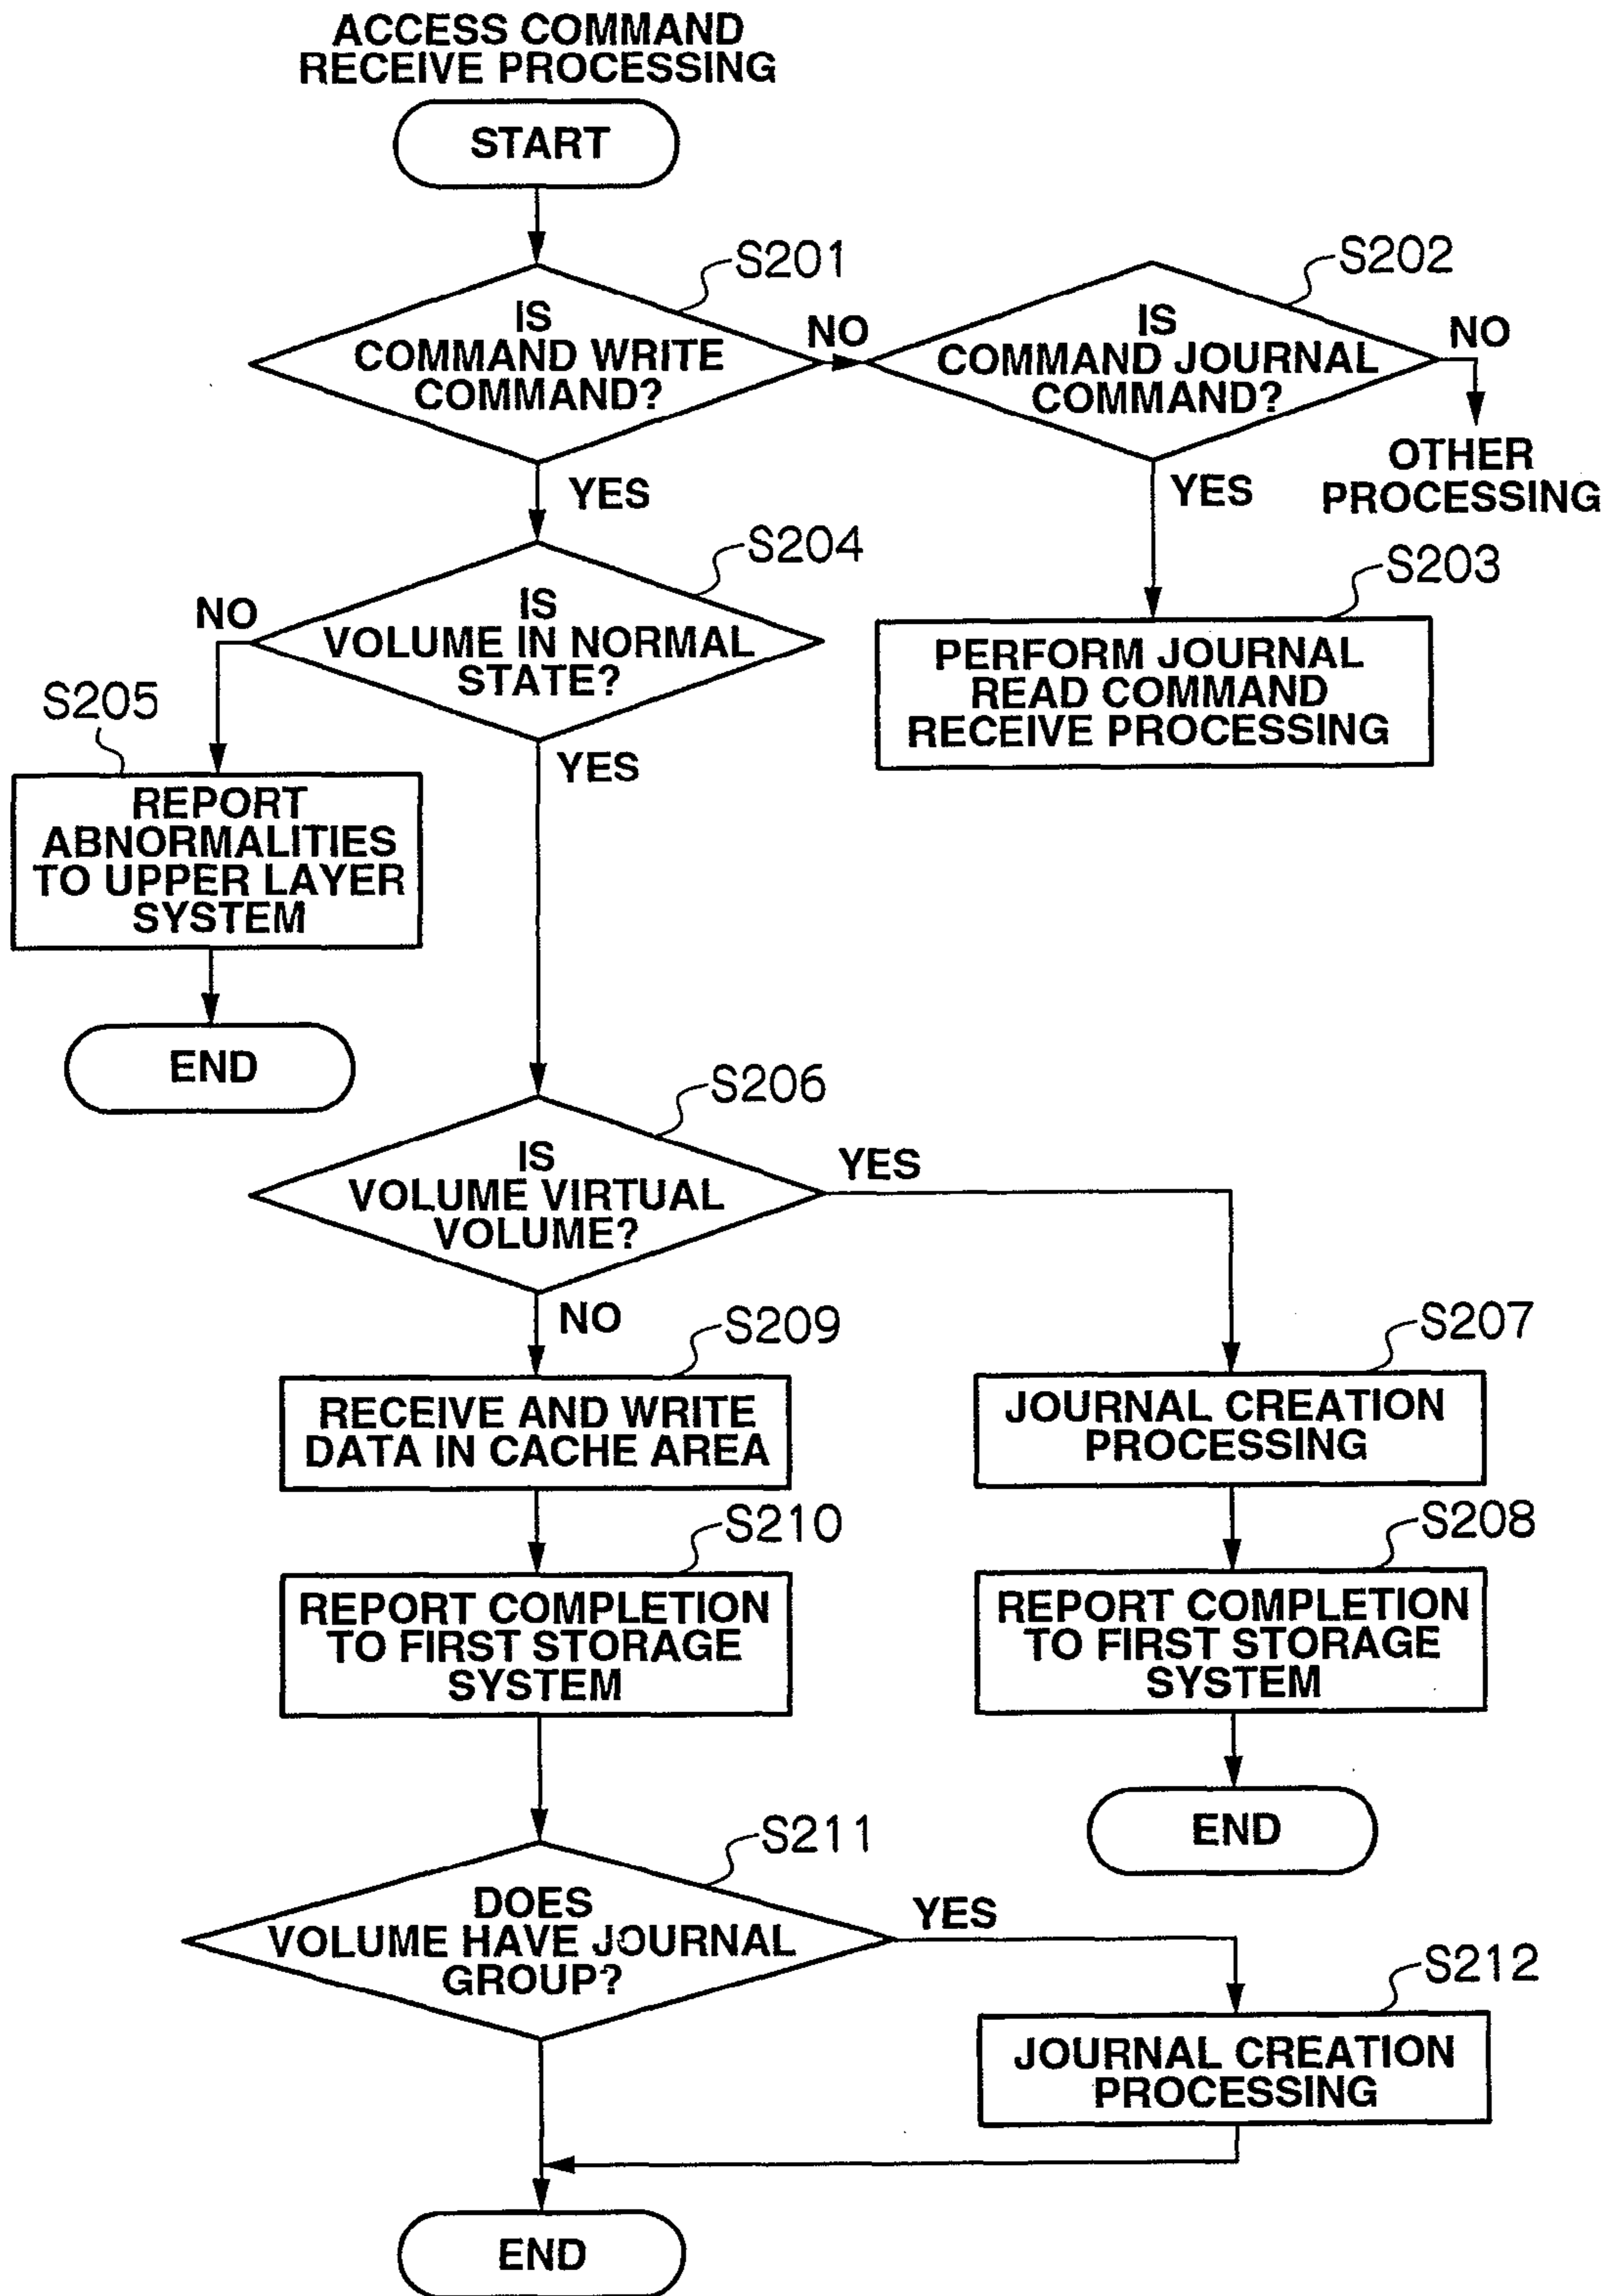 ACCESS COMMAND
RECEIVE PROCESSING
START
S201
IS
COMMAND WRITE
COMMAND?
NO
S202
IS
COMMAND JOURNAL
COMMAND?
NO
OTHER
PROCESSING
YES
YES
S203
PERFORM JOURNAL
READ COMMAND
RECEIVE PROCESSING
S204
IS
VOLUME IN NORMAL
STATE?
NO
S205
REPORT
ABNORMALITIES
TO UPPER LAYER
SYSTEM
END
YES
S206
IS
VOLUME VIRTUAL
VOLUME?
YES
NO
S209
RECEIVE AND WRITE
DATA IN CACHE AREA
S207
JOURNAL CREATION
PROCESSING
S210
REPORT COMPLETION
TO FIRST STORAGE
SYSTEM
S208
REPORT COMPLETION
TO FIRST STORAGE
SYSTEM
END
S211
DOES
VOLUME HAVE JOURNAL
GROUP?
YES
S212
JOURNAL CREATION
PROCESSING
END